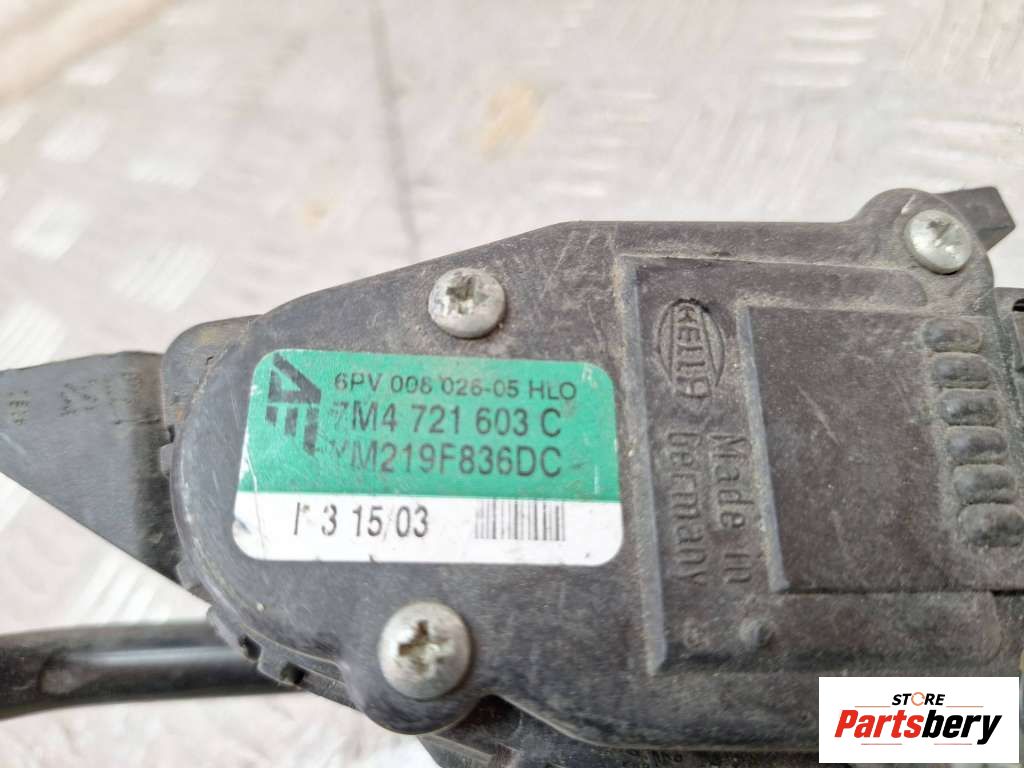 6PV 008 026-05 HLO
7M4 721 603 C
YM219F836DC
3 15/03
HELLA
Made in
Germany
STORE
Partsbery